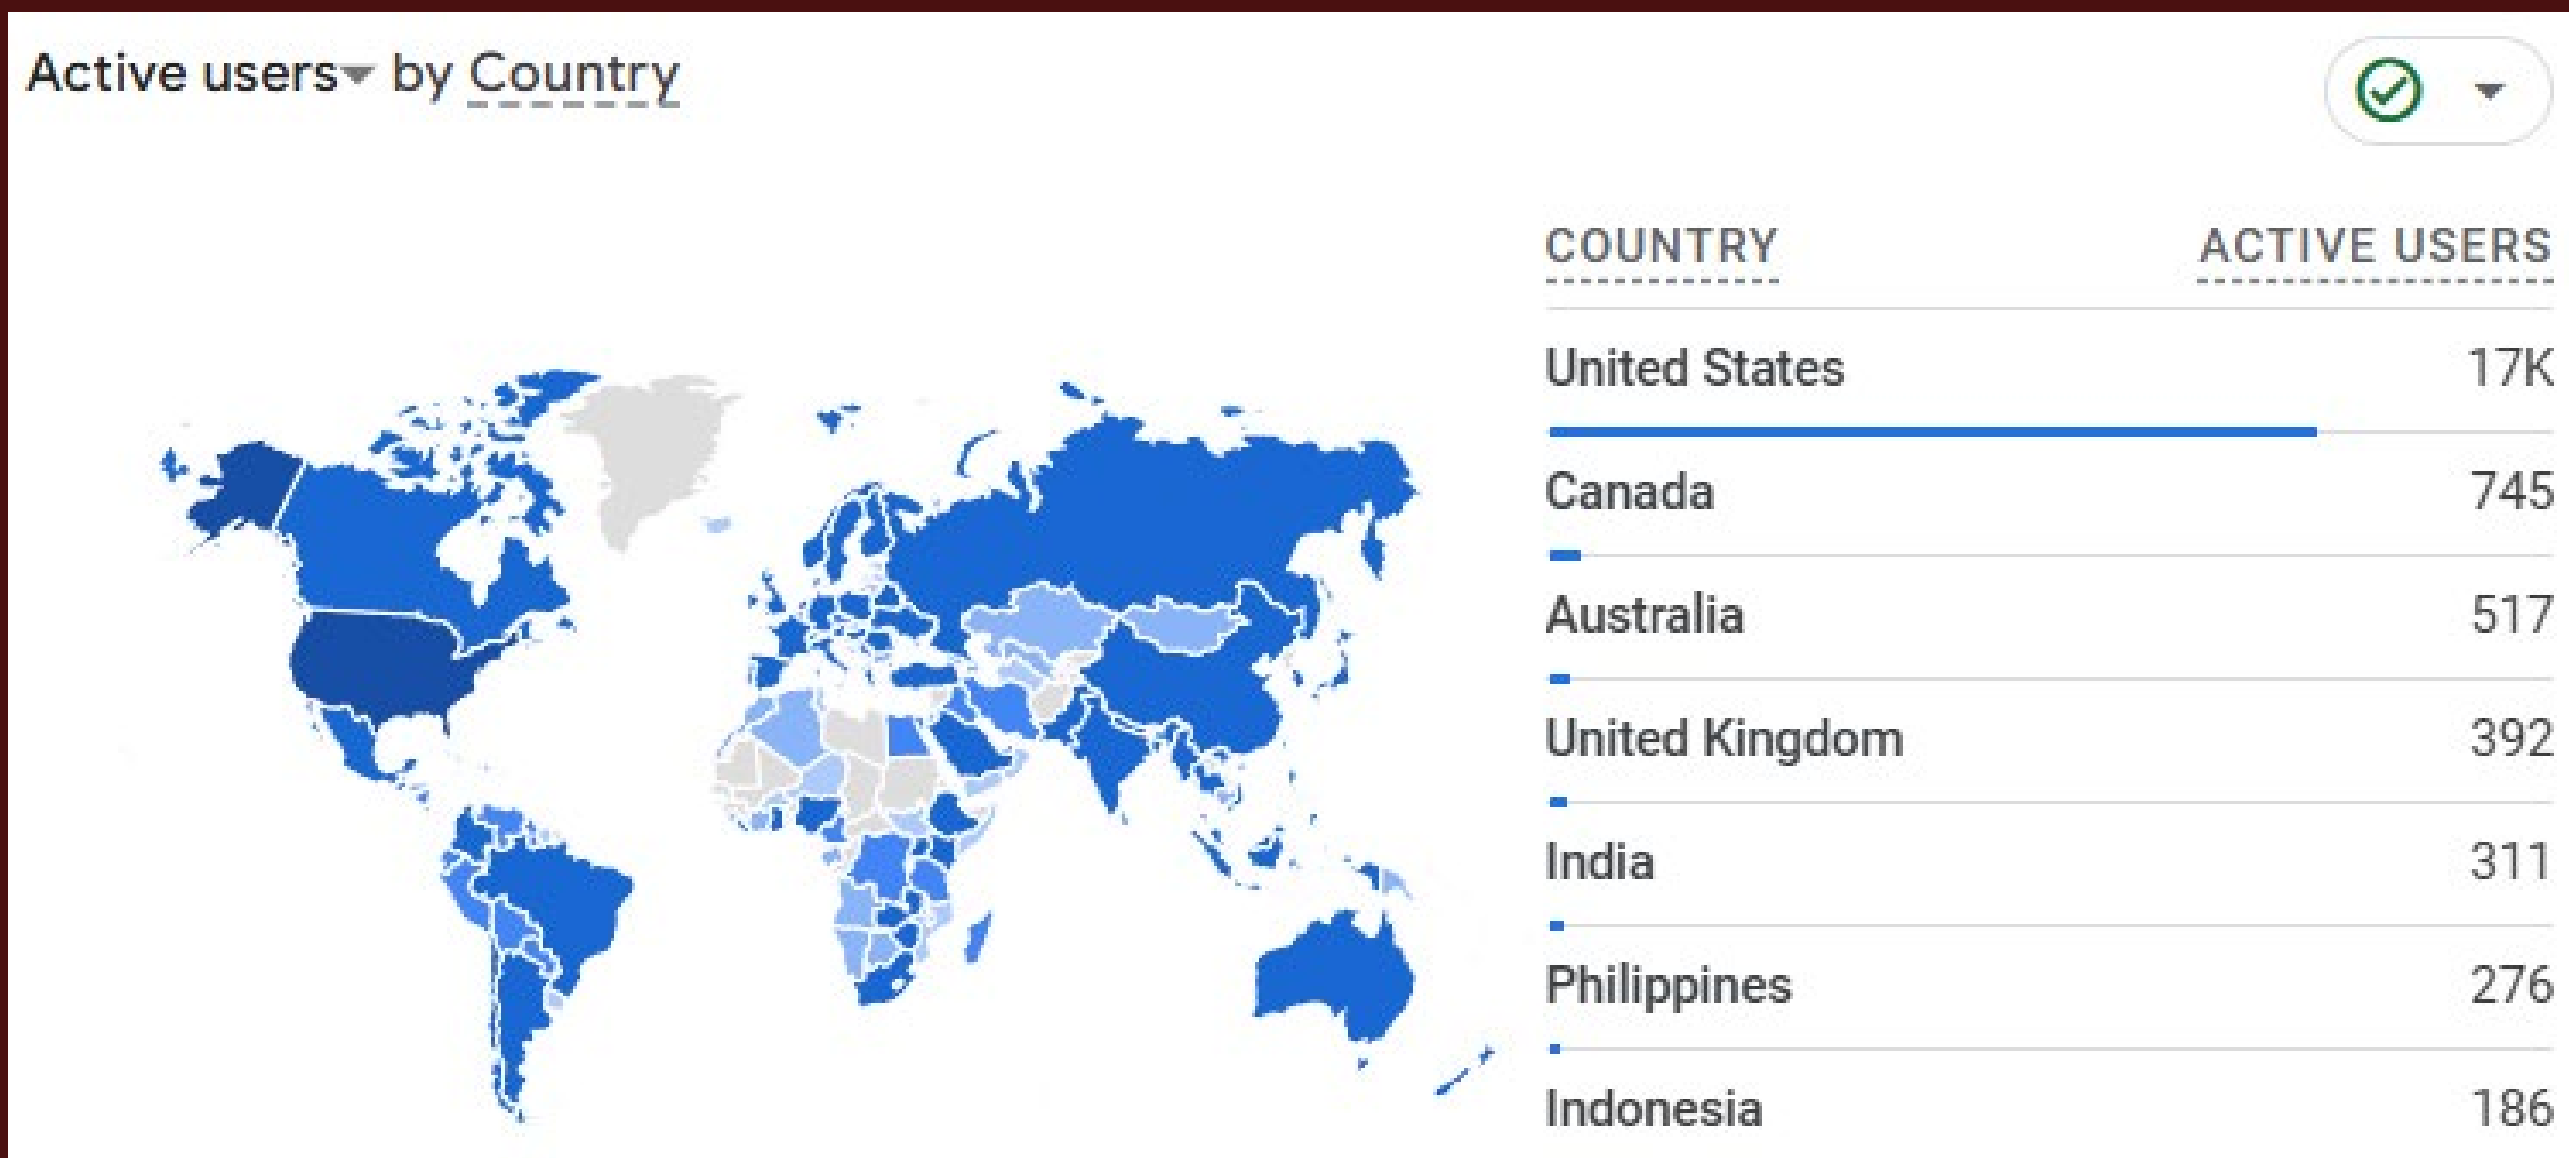 Active users by Country
COUNTRY ACTIVE USERS
United States 17K
Canada 745
Australia 517
United Kingdom 392
India 311
Philippines 276
Indonesia 186